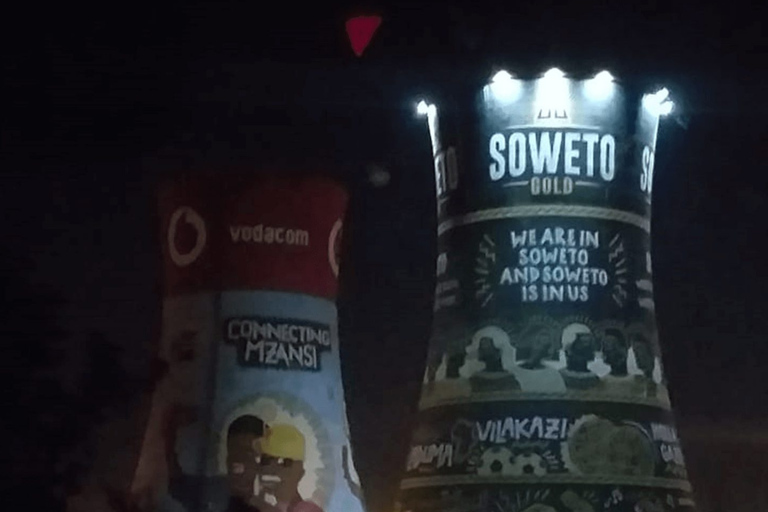 vodacom
CONNECTING
MZANSI
SOWETO
GOLD
WE ARE IN
SOWETO
AND SOWETO
IS IN US
VILAKAZI